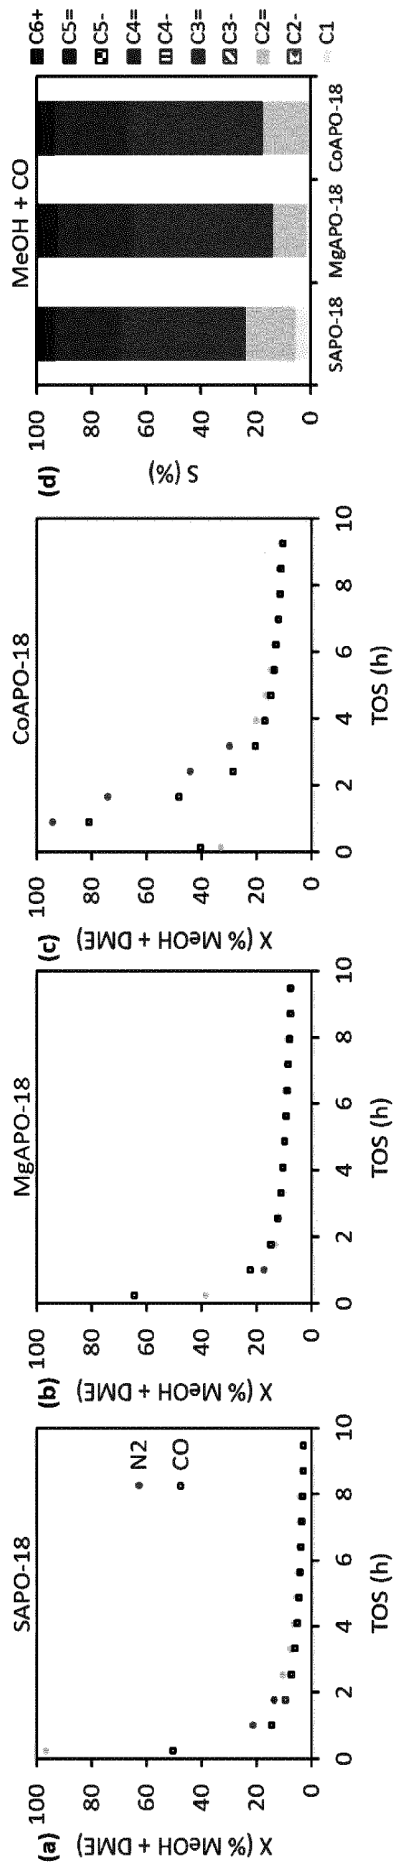 (a)
SAPO-18
X (% MeOH + DME)
100
80
60
40
20
0
0 2 4 6 8 10
TOS (h)
N2
CO
(b)
MgAPO-18
X (% MeOH + DME)
100
80
60
40
20
0
0 2 4 6 8 10
TOS (h)
(c)
CoAPO-18
X (% MeOH + DME)
100
80
60
40
20
0
0 2 4 6 8 10
TOS (h)
(d)
MeOH + CO
S (%)
100
80
60
40
20
0
SAPO-18 MgAPO-18 CoAPO-18
C6+
C5=
C5-
C4=
C4-
C3=
C3-
C2=
C2-
C1